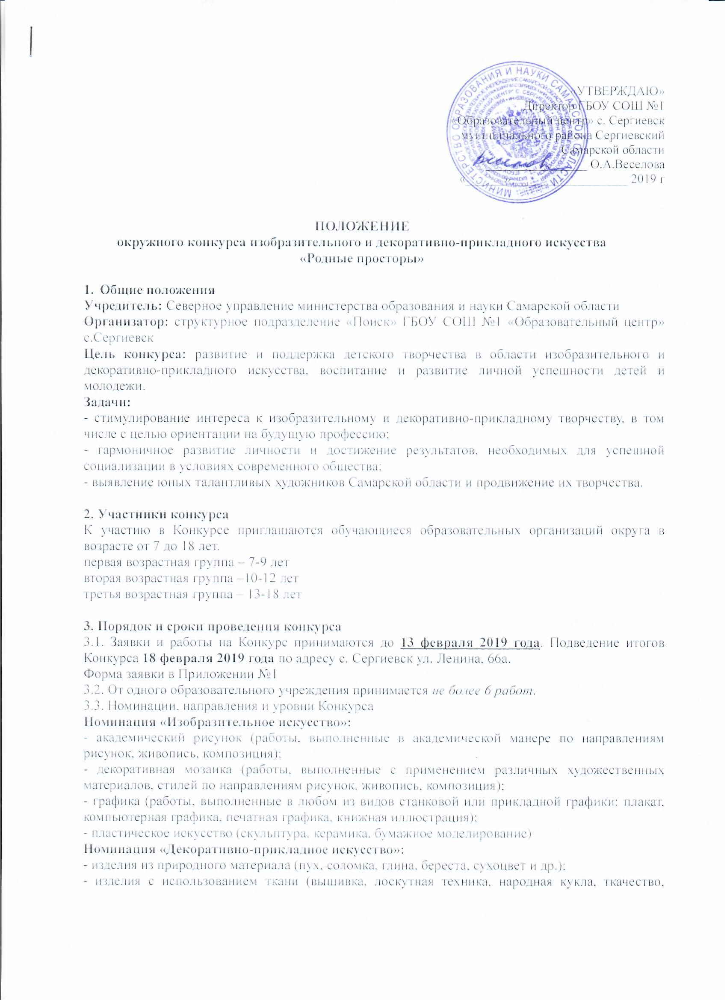 «УТВЕРЖДАЮ»
Директор ГБОУ СОШ №1
«Образовательный центр» с. Сергиевск
муниципального района Сергиевский
Самарской области
О.А.Веселова
«____»____________________ 2019 г
МИНИСТЕРСТВО ОБРАЗОВАНИЯ И НАУКИ САМАРСКОЙ ОБЛАСТИ
ПОЛОЖЕНИЕ
окружного конкурса изобразительного и декоративно-прикладного искусства
«Родные просторы»
1. Общие положения
Учредитель: Северное управление министерства образования и науки Самарской области
Организатор: структурное подразделение «Поиск» ГБОУ СОШ №1 «Образовательный центр»
с.Сергиевск
Цель конкурса: развитие и поддержка детского творчества в области изобразительного и
декоративно-прикладного искусства, воспитание и развитие личной успешности детей и
молодежи.
Задачи:
- стимулирование интереса к изобразительному и декоративно-прикладному творчеству, в том
числе с целью ориентации на будущую профессию;
- гармоничное развитие личности и достижение результатов, необходимых для успешной
социализации в условиях современного общества;
- выявление юных талантливых художников Самарской области и продвижение их творчества.
2. Участники конкурса
К участию в Конкурсе приглашаются обучающиеся образовательных организаций округа в
возрасте от 7 до 18 лет.
первая возрастная группа – 7-9 лет
вторая возрастная группа –10-12 лет
третья возрастная группа – 13-18 лет
3. Порядок и сроки проведения конкурса
3.1. Заявки и работы на Конкурс принимаются до 13 февраля 2019 года. Подведение итогов
Конкурса 18 февраля 2019 года по адресу с. Сергиевск ул. Ленина, 66а.
Форма заявки в Приложении №1
3.2. От одного образовательного учреждения принимается не более 6 работ.
3.3. Номинации, направления и уровни Конкурса
Номинация «Изобразительное искусство»:
- академический рисунок (работы, выполненные в академической манере по направлениям
рисунок, живопись, композиция);
- декоративная мозаика (работы, выполненные с применением различных художественных
материалов, стилей по направлениям рисунок, живопись, композиция);
- графика (работы, выполненные в любом из видов станковой или прикладной графики: плакат,
компьютерная графика, печатная графика, книжная иллюстрация);
- пластическое искусство (скульптура, керамика, бумажное моделирование)
Номинация «Декоративно-прикладное искусство»:
- изделия из природного материала (пух, соломка, глина, береста, сухоцвет и др.);
- изделия с использованием ткани (вышивка, лоскутная техника, народная кукла, ткачество,